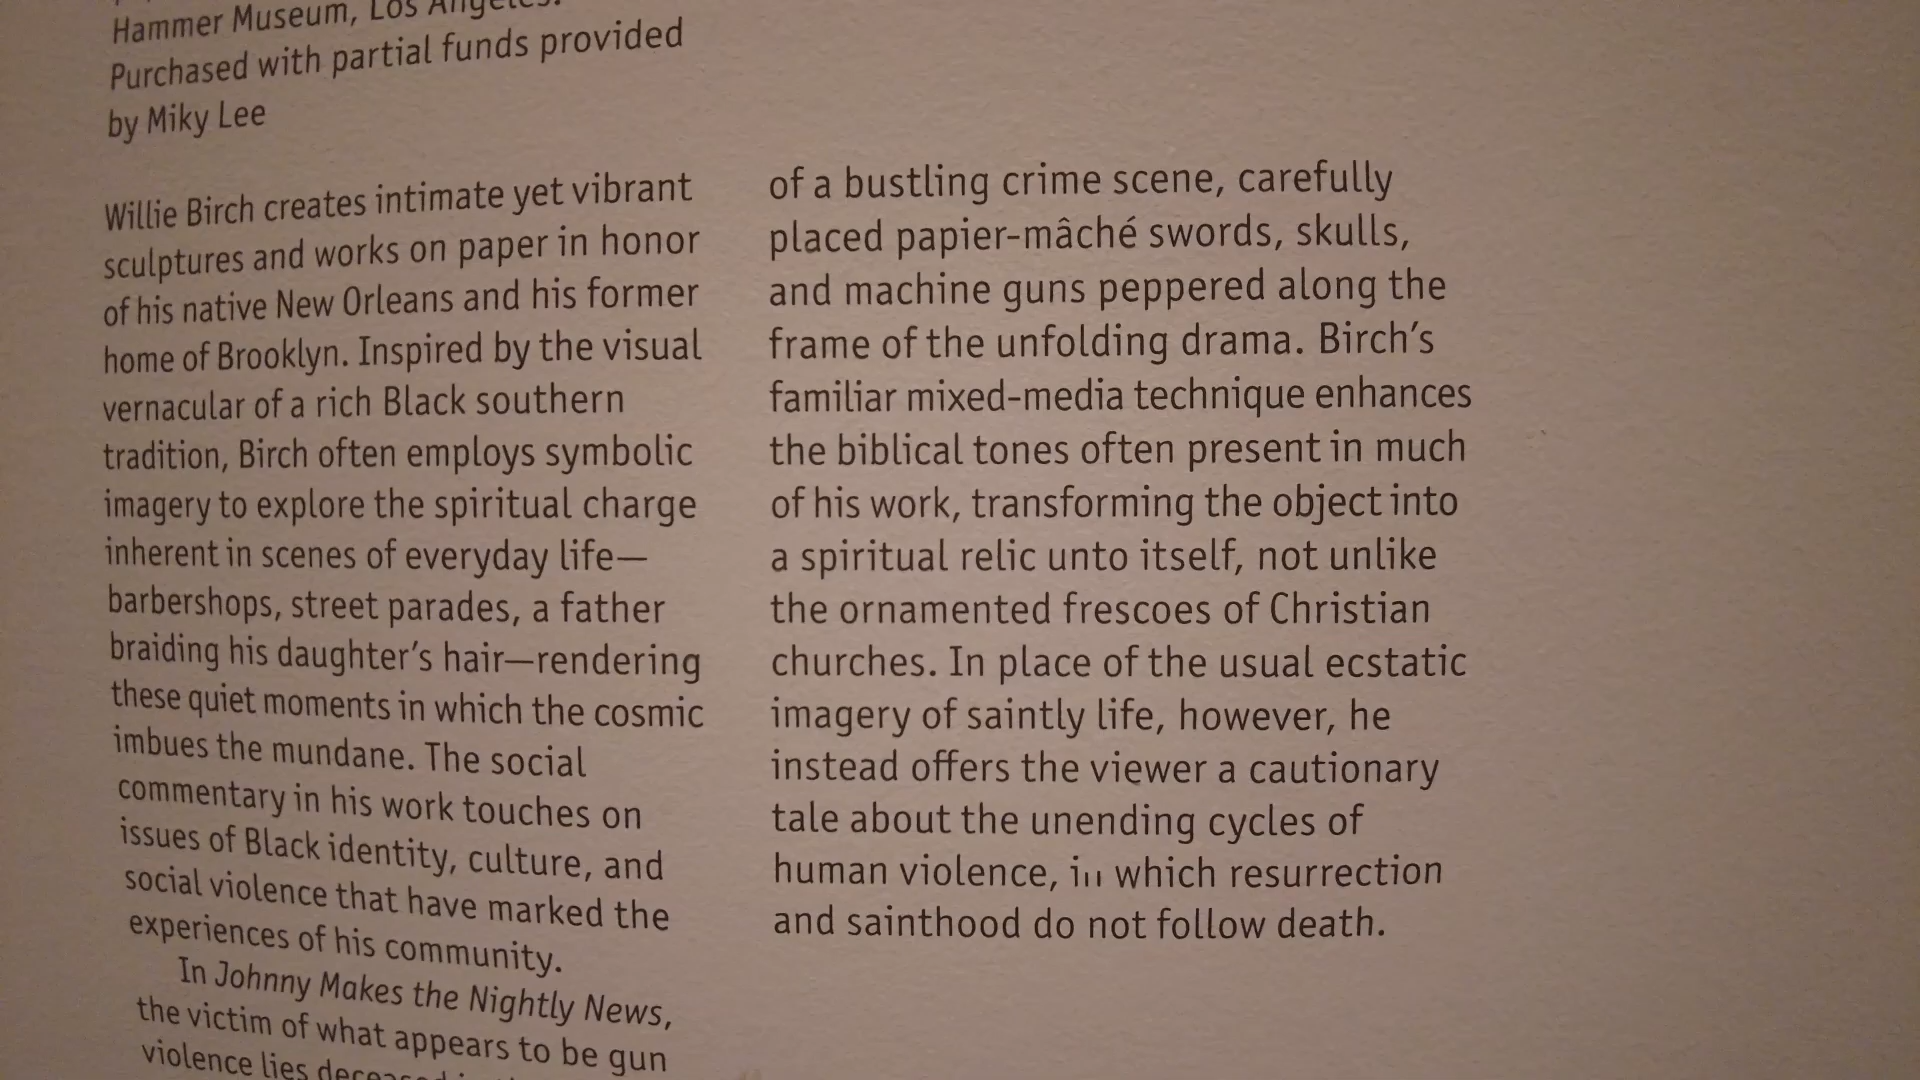 Hammer Museum, Los Angeles.
Purchased with partial funds provided
by Miky Lee
Willie Birch creates intimate yet vibrant
sculptures and works on paper in honor
of his native New Orleans and his former
home of Brooklyn. Inspired by the visual
vernacular of a rich Black southern
tradition, Birch often employs symbolic
imagery to explore the spiritual charge
inherent in scenes of everyday life—
barbershops, street parades, a father
braiding his daughter's hair—rendering
these quiet moments in which the cosmic
imbues the mundane. The social
commentary in his work touches on
issues of Black identity, culture, and
social violence that have marked the
experiences of his community.
In Johnny Makes the Nightly News,
the victim of what appears to be gun
violence lies deceased
of a bustling crime scene, carefully
placed papier-mâché swords, skulls,
and machine guns peppered along the
frame of the unfolding drama. Birch's
familiar mixed-media technique enhances
the biblical tones often present in much
of his work, transforming the object into
a spiritual relic unto itself, not unlike
the ornamented frescoes of Christian
churches. In place of the usual ecstatic
imagery of saintly life, however, he
instead offers the viewer a cautionary
tale about the unending cycles of
human violence, in which resurrection
and sainthood do not follow death.